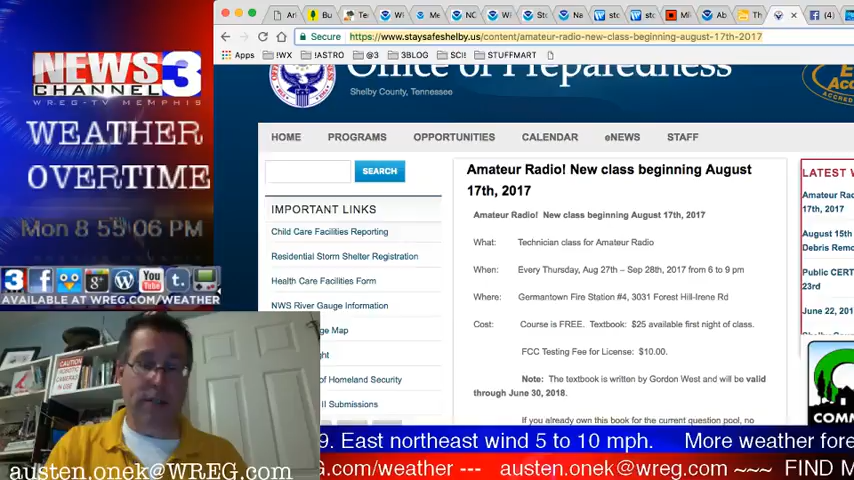 NEWS
CHANNEL 3
WREG-TV MEMPHIS
WEATHER
OVERTIME
Mon 8 55 06 PM
AVAILABLE AT WREG.COM/WEATHER
Secure https://www.staysafeshelby.us/content/amateur-radio-new-class-beginning-august-17th-2017
Apps !WX !ASTRO @3 3BLOG SCI! STUFFMART
Office of Preparedness
Shelby County, Tennessee
HOME PROGRAMS OPPORTUNITIES CALENDAR eNEWS STAFF
SEARCH
IMPORTANT LINKS
Child Care Facilities Reporting
Residential Storm Shelter Registration
Health Care Facilities Form
NWS River Gauge Information
ge Map
ght
of Homeland Security
II Submissions
Amateur Radio! New class beginning August
17th, 2017
Amateur Radio! New class beginning August 17th, 2017
What: Technician class for Amateur Radio
When: Every Thursday, Aug 27th – Sep 28th, 2017 from 6 to 9 pm
Where: Germantown Fire Station #4, 3031 Forest Hill-Irene Rd
Cost: Course is FREE. Textbook: $25 available first night of class.
FCC Testing Fee for License: $10.00.
Note: The textbook is written by Gordon West and will be valid
through June 30, 2018.
If you already own this book for the current question pool, no
LATEST
Amateur Rad
17th, 2017
August 15th
Debris Remo
Public CERT
23rd
June 22, 201
COMM
CAUTION
9. East northeast wind 5 to 10 mph. More weather fore
G.com/weather --- austen.onek@wreg.com ~~~ FIND M
austen.onek@WREG.com